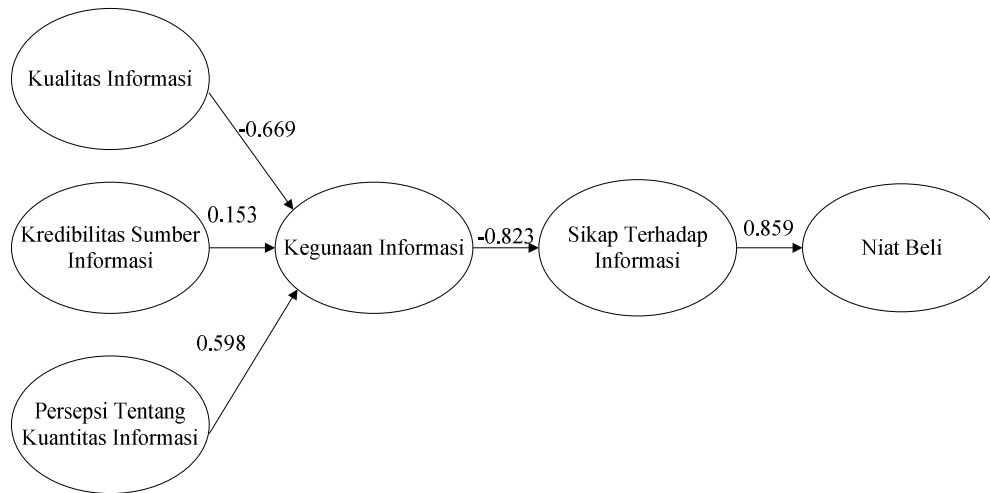 Kualitas Informasi
-0.669
Kredibilitas Sumber
Informasi
0.153
Kegunaan Informasi
-0.823
Sikap Terhadap
Informasi
0.859
Niat Beli
0.598
Persepsi Tentang
Kuantitas Informasi